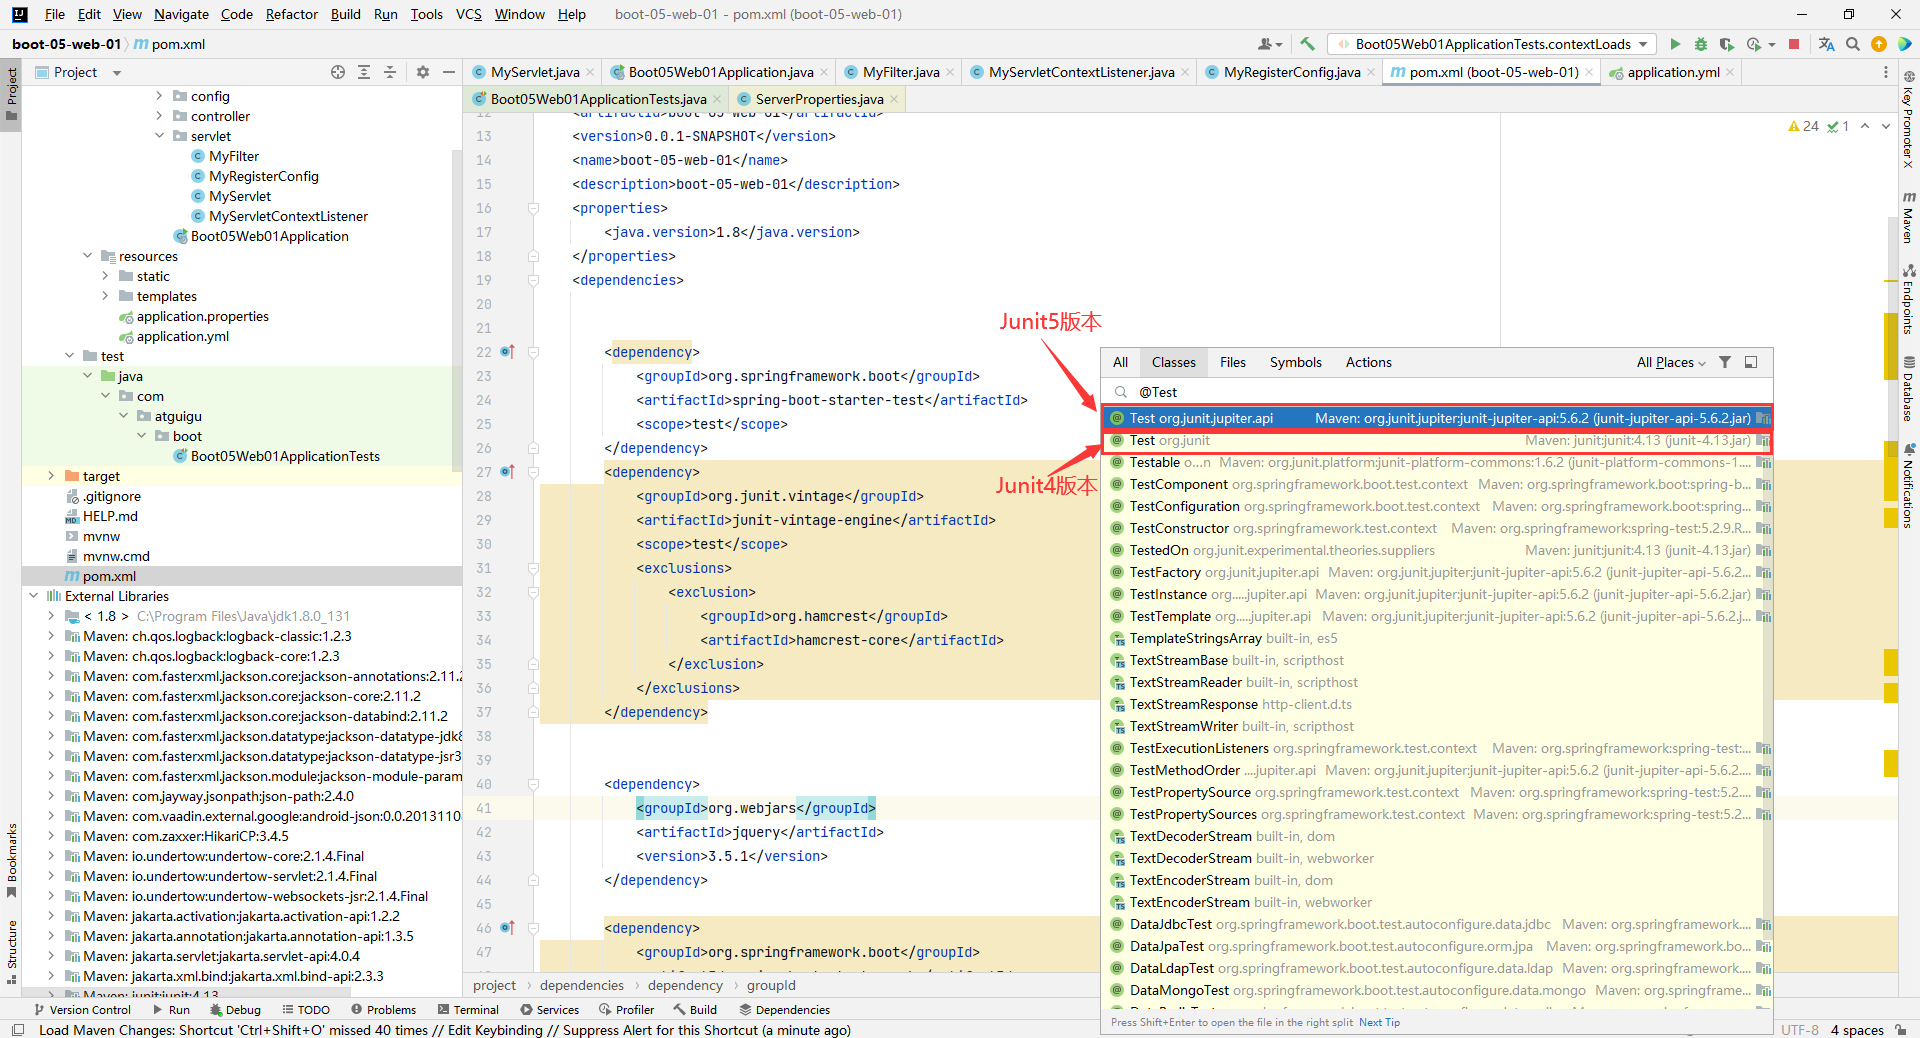 File Edit View Navigate Code Refactor Build Run Tools VCS Window Help boot-05-web-01 - pom.xml (boot-05-web-01)
boot-05-web-01 pom.xml
Boot05Web01ApplicationTests.contextLoads
Project
MyServlet.java Boot05Web01Application.java MyFilter.java MyServletContextListener.java MyRegisterConfig.java pom.xml (boot-05-web-01) application.yml
Boot05Web01ApplicationTests.java ServerProperties.java
Project
Bookmarks
Structure
config
controller
servlet
MyFilter
MyRegisterConfig
MyServlet
MyServletContextListener
Boot05Web01Application
resources
static
templates
application.properties
application.yml
test
java
com
atguigu
boot
Boot05Web01ApplicationTests
target
.gitignore
HELP.md
mvnw
mvnw.cmd
pom.xml
External Libraries
< 1.8 > C:\Program Files\Java\jdk1.8.0_131
Maven: ch.qos.logback:logback-classic:1.2.3
Maven: ch.qos.logback:logback-core:1.2.3
Maven: com.fasterxml.jackson.core:jackson-annotations:2.11.2
Maven: com.fasterxml.jackson.core:jackson-core:2.11.2
Maven: com.fasterxml.jackson.core:jackson-databind:2.11.2
Maven: com.fasterxml.jackson.datatype:jackson-datatype-jdk8
Maven: com.fasterxml.jackson.datatype:jackson-datatype-jsr3
Maven: com.fasterxml.jackson.module:jackson-module-param
Maven: com.jayway.jsonpath:json-path:2.4.0
Maven: com.vaadin.external.google:android-json:0.0.2013110
Maven: com.zaxxer:HikariCP:3.4.5
Maven: io.undertow:undertow-core:2.1.4.Final
Maven: io.undertow:undertow-servlet:2.1.4.Final
Maven: io.undertow:undertow-websockets-jsr:2.1.4.Final
Maven: jakarta.activation:jakarta.activation-api:1.2.2
Maven: jakarta.annotation:jakarta.annotation-api:1.3.5
Maven: jakarta.servlet:jakarta.servlet-api:4.0.4
Maven: jakarta.xml.bind:jakarta.xml.bind-api:2.3.3
Maven: junit:junit:4.13
12 <artifactId>boot-05-web-01</artifactId>
13 <version>0.0.1-SNAPSHOT</version>
14 <name>boot-05-web-01</name>
15 <description>boot-05-web-01</description>
16 <properties>
17 <java.version>1.8</java.version>
18 </properties>
19 <dependencies>
20
21
22 <dependency>
23 <groupId>org.springframework.boot</groupId>
24 <artifactId>spring-boot-starter-test</artifactId>
25 <scope>test</scope>
26 </dependency>
27 <dependency>
28 <groupId>org.junit.vintage</groupId>
29 <artifactId>junit-vintage-engine</artifactId>
30 <scope>test</scope>
31 <exclusions>
32 <exclusion>
33 <groupId>org.hamcrest</groupId>
34 <artifactId>hamcrest-core</artifactId>
35 </exclusion>
36 </exclusions>
37 </dependency>
38
39
40 <dependency>
41 <groupId>org.webjars</groupId>
42 <artifactId>jquery</artifactId>
43 <version>3.5.1</version>
44 </dependency>
45
46 <dependency>
47 <groupId>org.springframework.boot</groupId>
24 1
Junit5版本
Junit4版本
All Classes Files Symbols Actions All Places
@Test
Test org.junit.jupiter.api Maven: org.junit.jupiter:junit-jupiter-api:5.6.2 (junit-jupiter-api-5.6.2.jar)
Test org.junit Maven: junit:junit:4.13 (junit-4.13.jar)
Testable o...n Maven: org.junit.platform:junit-platform-commons:1.6.2 (junit-platform-commons-1....
TestComponent org.springframework.boot.test.context Maven: org.springframework.boot:spring-b...
TestConfiguration org.springframework.boot.test.context Maven: org.springframework.boot:spring...
TestConstructor org.springframework.test.context Maven: org.springframework:spring-test:5.2.9.R...
TestedOn org.junit.experimental.theories.suppliers Maven: junit:junit:4.13 (junit-4.13.jar)
TestFactory org.junit.jupiter.api Maven: org.junit.jupiter:junit-jupiter-api:5.6.2 (junit-jupiter-api-5.6.2...
TestInstance org.....jupiter.api Maven: org.junit.jupiter:junit-jupiter-api:5.6.2 (junit-jupiter-api-5.6.2...
TestTemplate org.....jupiter.api Maven: org.junit.jupiter:junit-jupiter-api:5.6.2 (junit-jupiter-api-5.6.2.j...
TemplateStringsArray built-in, es5
TextStreamBase built-in, scripthost
TextStreamReader built-in, scripthost
TextStreamResponse http-client.d.ts
TextStreamWriter built-in, scripthost
TestExecutionListeners org.springframework.test.context Maven: org.springframework:spring-test:...
TestMethodOrder ....jupiter.api Maven: org.junit.jupiter:junit-jupiter-api:5.6.2 (junit-jupiter-api-5.6.2....
TestPropertySource org.springframework.test.context Maven: org.springframework:spring-test:5.2...
TestPropertySources org.springframework.test.context Maven: org.springframework:spring-test:5.2...
TextDecoderStream built-in, dom
TextDecoderStream built-in, webworker
TextEncoderStream built-in, dom
TextEncoderStream built-in, webworker
DataJdbcTest org.springframework.boot.test.autoconfigure.data.jdbc Maven: org.springframework....
DataJpaTest org.springframework.boot.test.autoconfigure.orm.jpa Maven: org.springframework.bo...
DataLdapTest org.springframework.boot.test.autoconfigure.data.ldap Maven: org.springframework....
DataMongoTest org.springframework.boot.test.autoconfigure.data.mongo Maven: org.springframe...
Press Shift+Enter to open the file in the right split Next Tip
Key Promoter X
Maven
Endpoints
Database
Notifications
project dependencies dependency groupId
Version Control Run Debug TODO Problems Terminal Services Profiler Build Dependencies
Load Maven Changes: Shortcut 'Ctrl+Shift+O' missed 40 times // Edit Keybinding // Suppress Alert for this Shortcut (a minute ago)
UTF-8 4 spaces